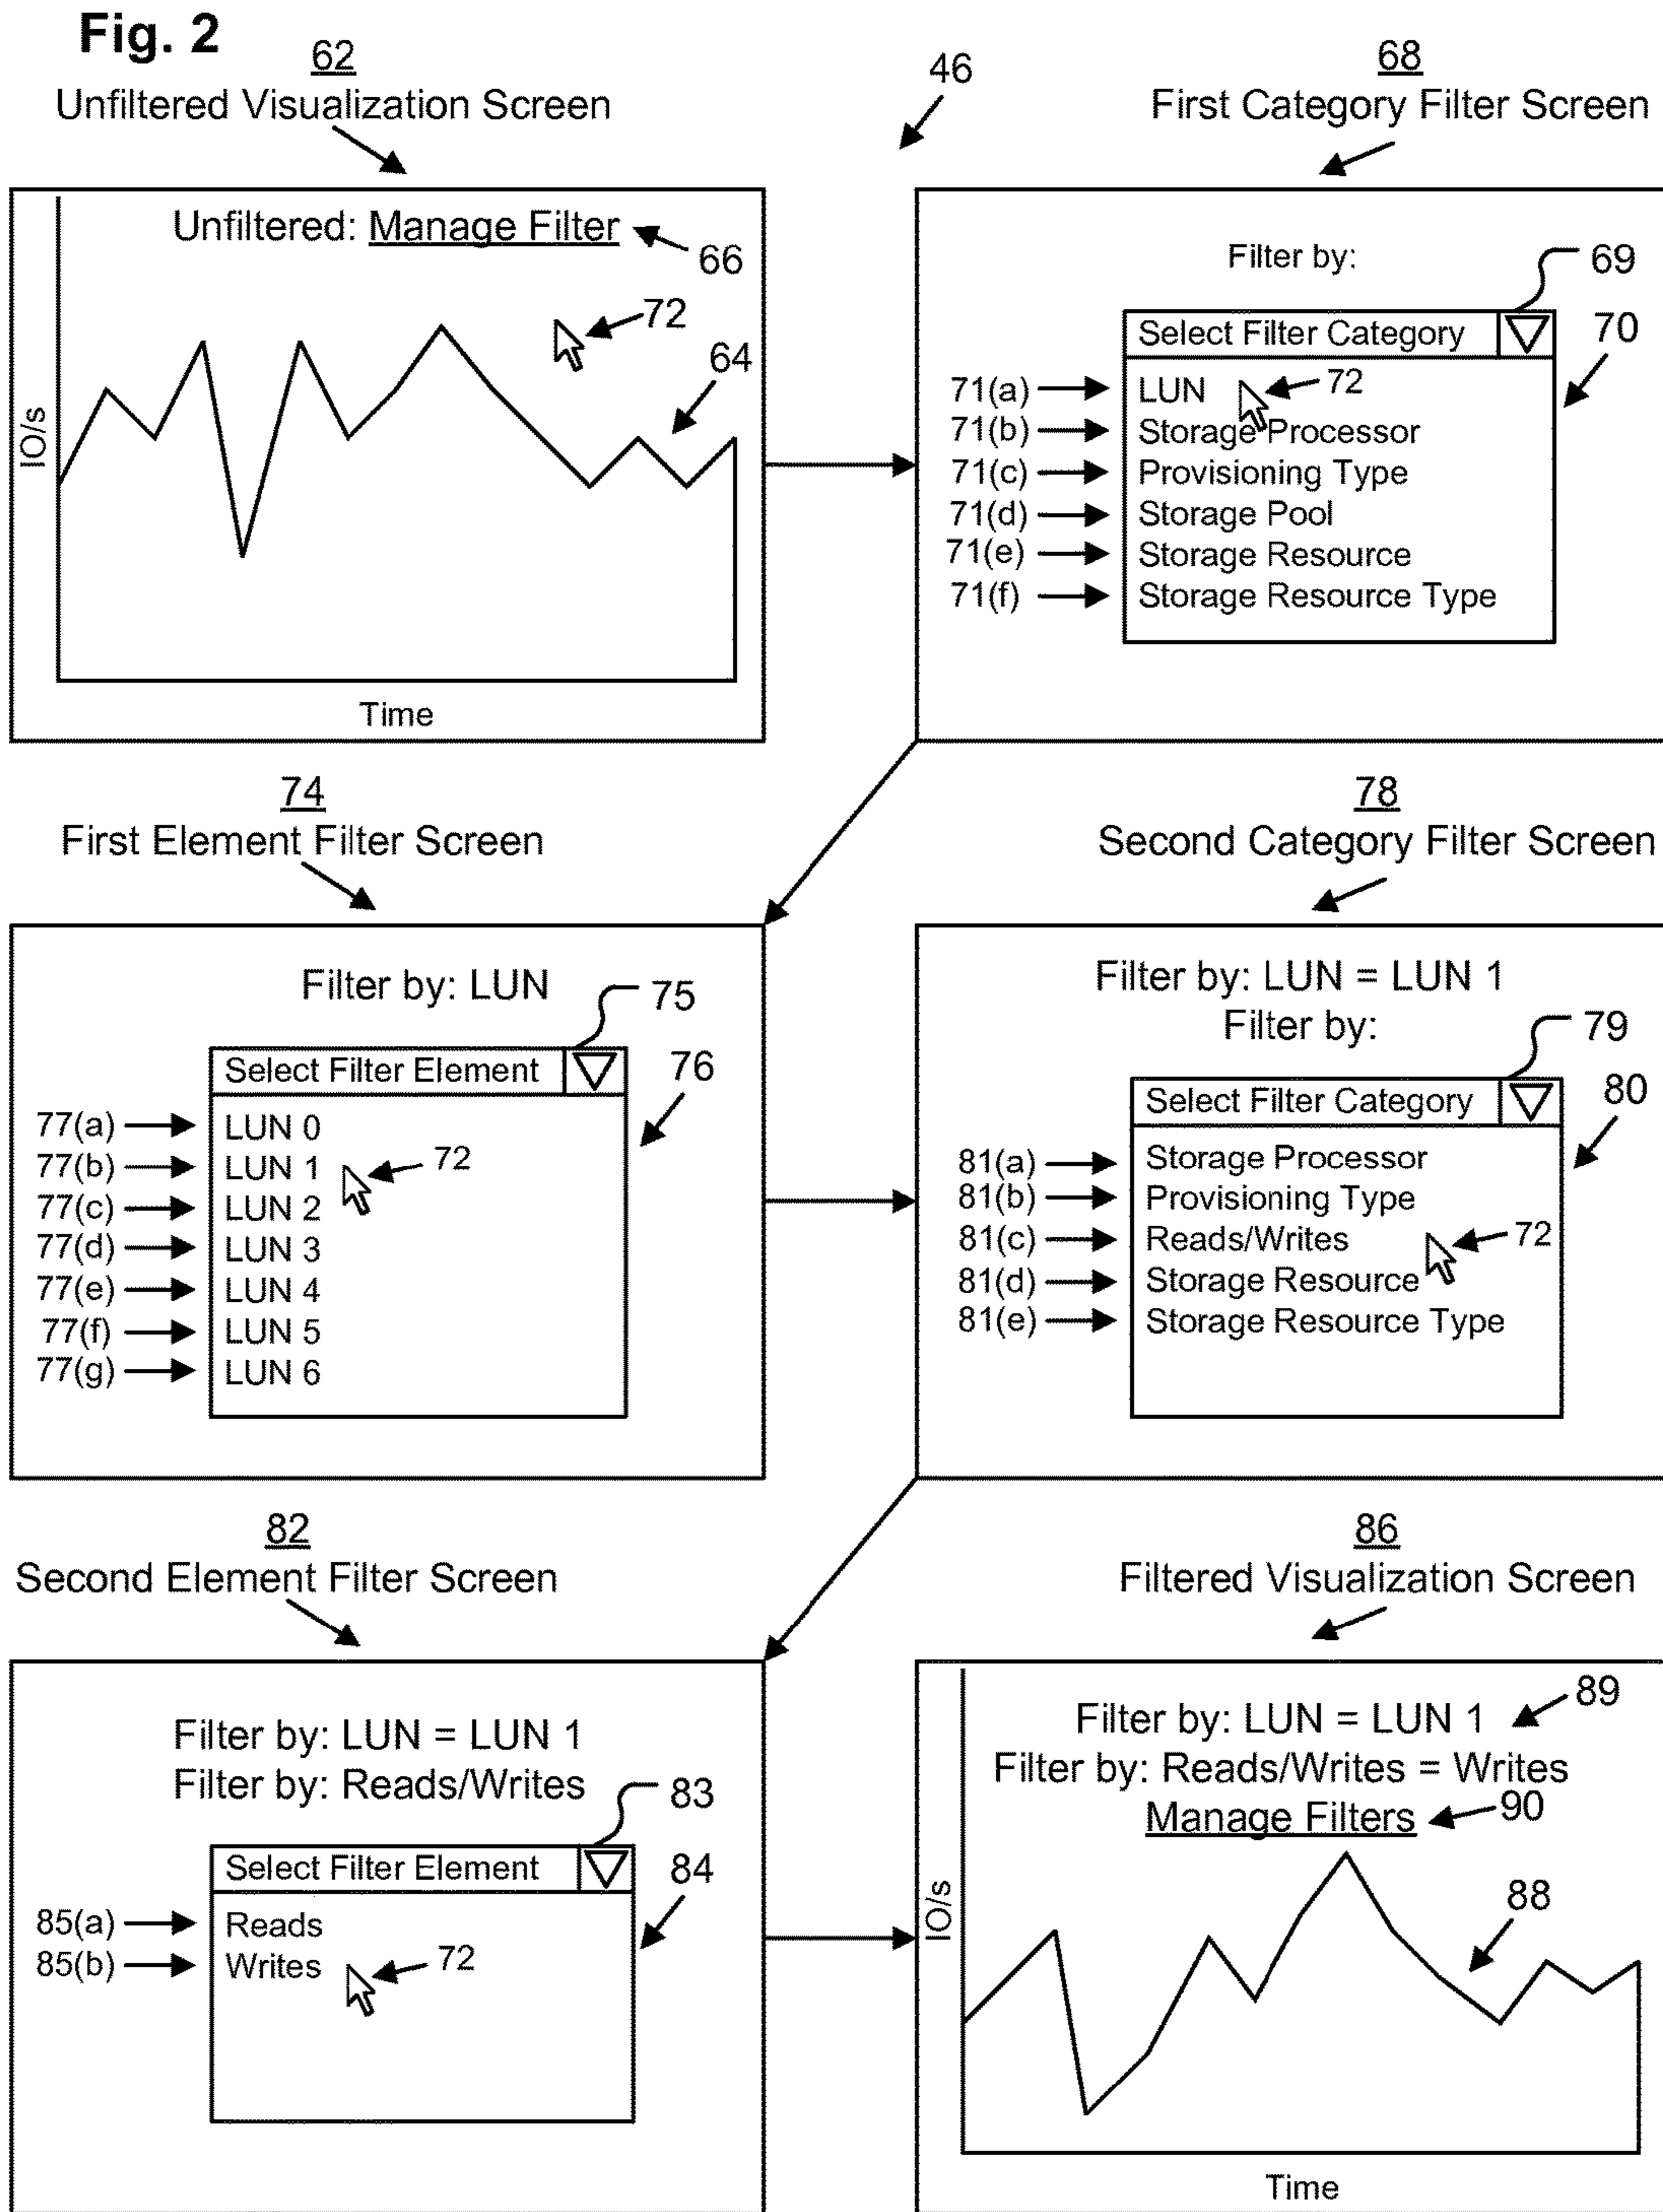 Fig. 2
62
Unfiltered Visualization Screen
46
68
First Category Filter Screen
Unfiltered: Manage Filter
66
72
64
IO/s
Time
Filter by:
69
Select Filter Category
70
71(a) LUN
72
71(b) Storage Processor
71(c) Provisioning Type
71(d) Storage Pool
71(e) Storage Resource
71(f) Storage Resource Type
74
First Element Filter Screen
78
Second Category Filter Screen
Filter by: LUN
75
Select Filter Element
76
77(a) LUN 0
77(b) LUN 1
72
77(c) LUN 2
77(d) LUN 3
77(e) LUN 4
77(f) LUN 5
77(g) LUN 6
Filter by: LUN = LUN 1
Filter by:
79
Select Filter Category
80
81(a) Storage Processor
81(b) Provisioning Type
81(c) Reads/Writes
72
81(d) Storage Resource
81(e) Storage Resource Type
82
Second Element Filter Screen
86
Filtered Visualization Screen
Filter by: LUN = LUN 1
Filter by: Reads/Writes
83
Select Filter Element
84
85(a) Reads
85(b) Writes
72
89
Filter by: LUN = LUN 1
Filter by: Reads/Writes = Writes
Manage Filters
90
88
IO/s
Time